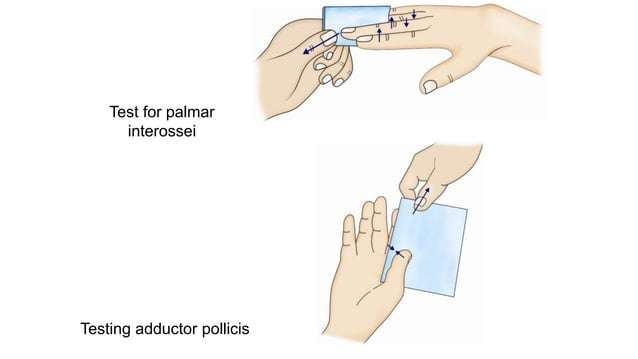 Test for palmar
interossei
Testing adductor pollicis